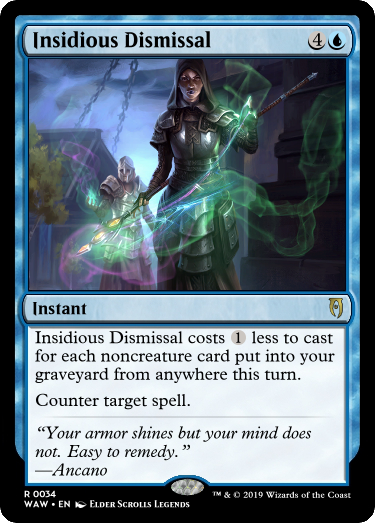 Insidious Dismissal 4
Instant
Insidious Dismissal costs 1 less to cast
for each noncreature card put into your
graveyard from anywhere this turn.
Counter target spell.
“Your armor shines but your mind does
not. Easy to remedy.”
—Ancano
R 0034
WAW • EN Elder Scrolls Legends
™ & © 2019 Wizards of the Coast